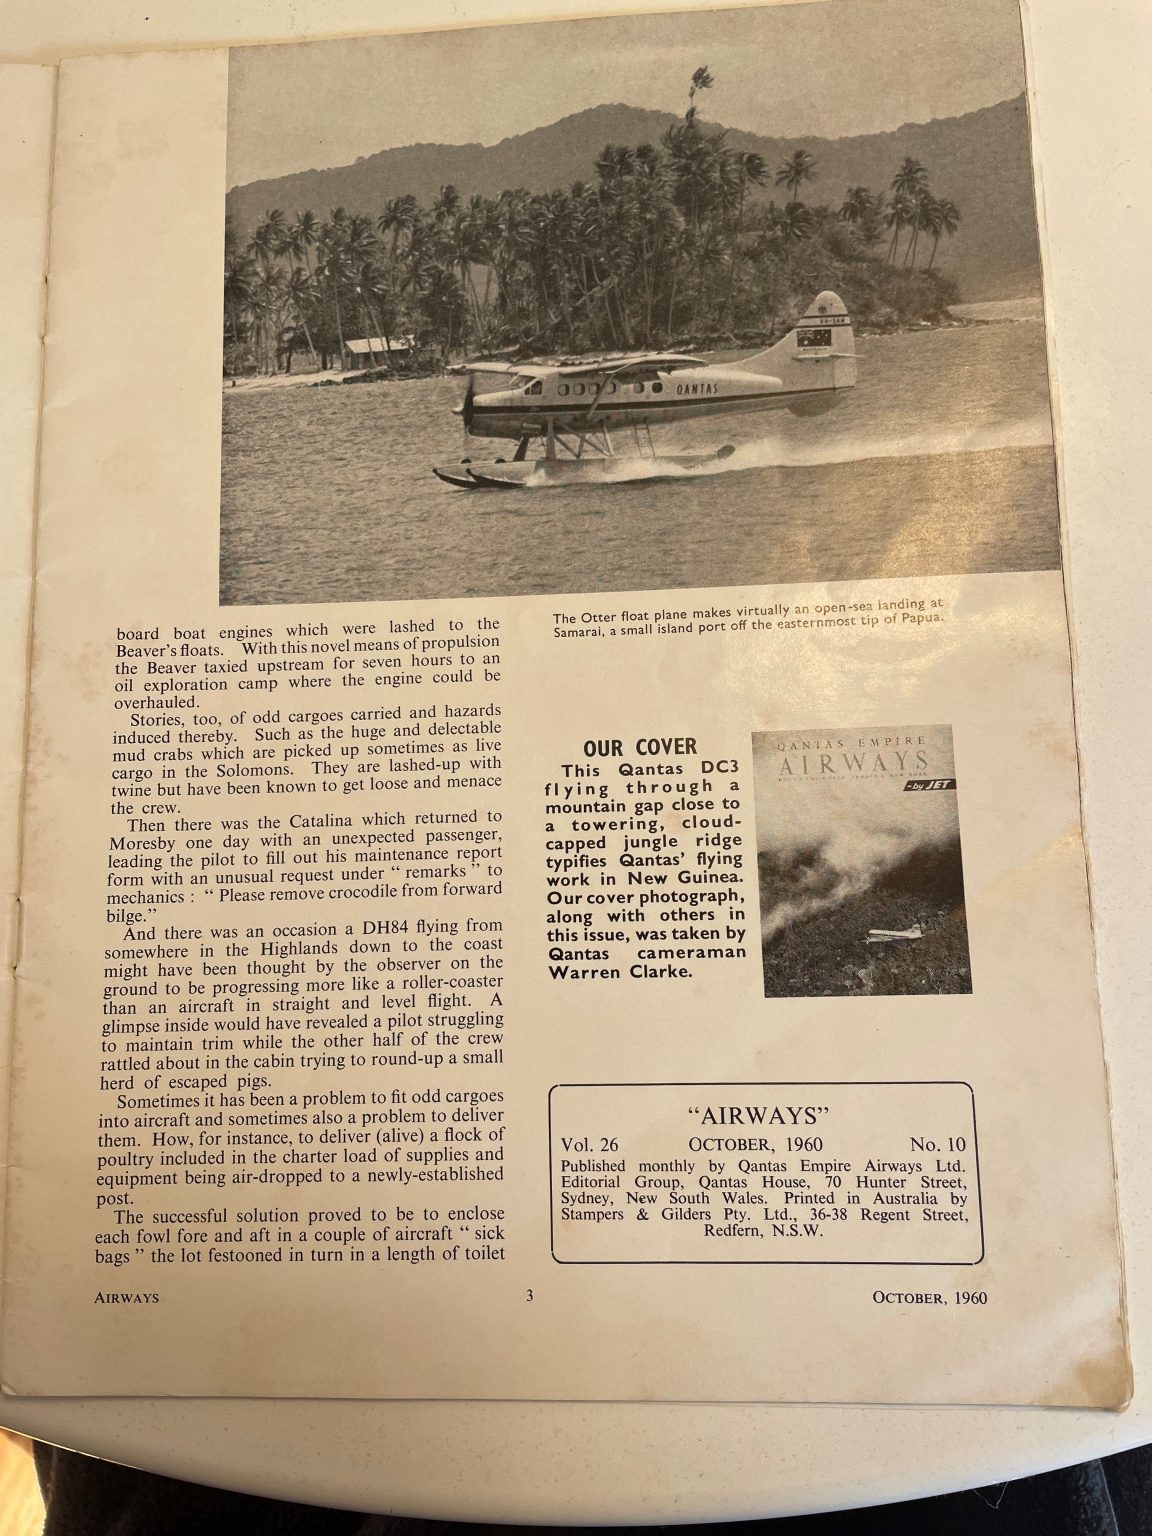 VH-SAW
AUSTRALIA
QANTAS
The Otter float plane makes virtually an open-sea landing at
Samarai, a small island port off the easternmost tip of Papua.
board boat engines which were lashed to the
Beaver's floats. With this novel means of propulsion
the Beaver taxied upstream for seven hours to an
oil exploration camp where the engine could be
overhauled.
Stories, too, of odd cargoes carried and hazards
induced thereby. Such as the huge and delectable
mud crabs which are picked up sometimes as live
cargo in the Solomons. They are lashed-up with
twine but have been known to get loose and menace
the crew.
Then there was the Catalina which returned to
Moresby one day with an unexpected passenger,
leading the pilot to fill out his maintenance report
form with an unusual request under " remarks " to
mechanics : " Please remove crocodile from forward
bilge."
And there was an occasion a DH84 flying from
somewhere in the Highlands down to the coast
might have been thought by the observer on the
ground to be progressing more like a roller-coaster
than an aircraft in straight and level flight. A
glimpse inside would have revealed a pilot struggling
to maintain trim while the other half of the crew
rattled about in the cabin trying to round-up a small
herd of escaped pigs.
Sometimes it has been a problem to fit odd cargoes
into aircraft and sometimes also a problem to deliver
them. How, for instance, to deliver (alive) a flock of
poultry included in the charter load of supplies and
equipment being air-dropped to a newly-established
post.
The successful solution proved to be to enclose
each fowl fore and aft in a couple of aircraft " sick
bags " the lot festooned in turn in a length of toilet
OUR COVER
This Qantas DC3
flying through a
mountain gap close to
a towering, cloud-
capped jungle ridge
typifies Qantas' flying
work in New Guinea.
Our cover photograph,
along with others in
this issue, was taken by
Qantas cameraman
Warren Clarke.
QANTAS EMPIRE
AIRWAYS
-by JET
"AIRWAYS"
Vol. 26 OCTOBER, 1960 No. 10
Published monthly by Qantas Empire Airways Ltd.
Editorial Group, Qantas House, 70 Hunter Street,
Sydney, New South Wales. Printed in Australia by
Stampers & Gilders Pty. Ltd., 36-38 Regent Street,
Redfern, N.S.W.
AIRWAYS 3 OCTOBER, 1960